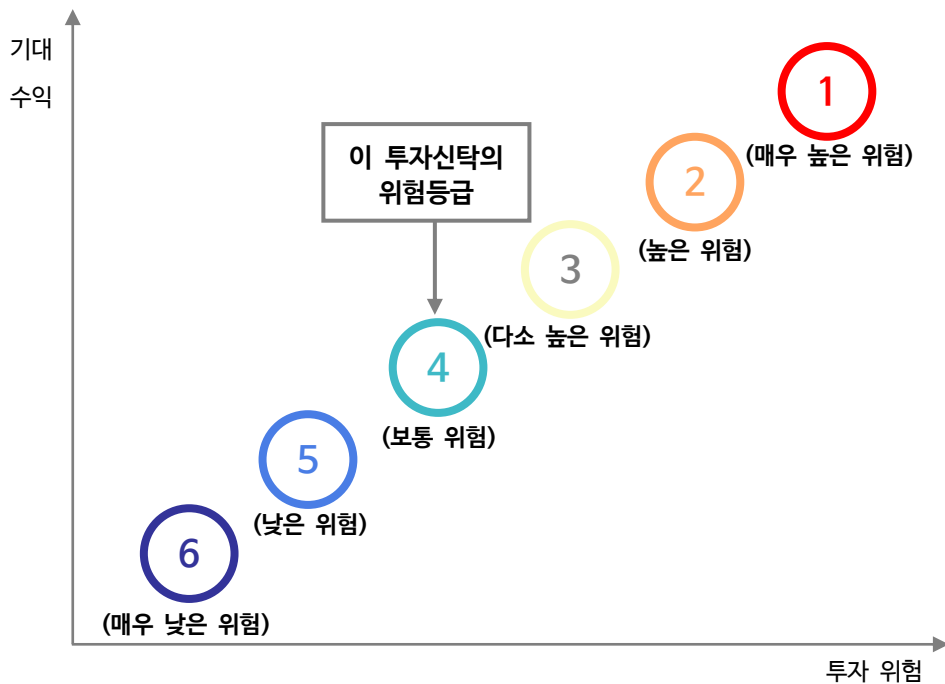 기대
수익
1
(매우 높은 위험)
이 투자신탁의
위험등급
2
(높은 위험)
3
(다소 높은 위험)
4
(보통 위험)
5
(낮은 위험)
6
(매우 낮은 위험)
투자 위험